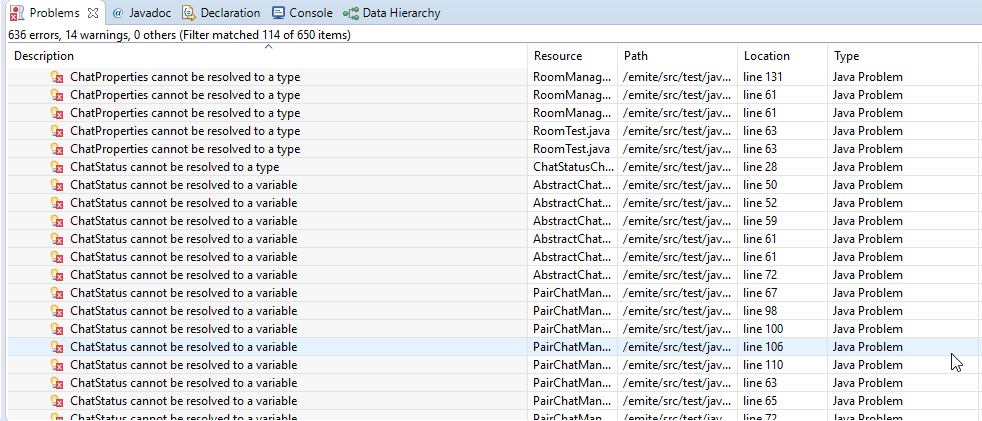 Problems @ Javadoc Declaration Console Data Hierarchy
636 errors, 14 warnings, 0 others (Filter matched 114 of 650 items)
Description Resource Path Location Type
ChatProperties cannot be resolved to a type RoomManag... /emite/src/test/jav... line 131 Java Problem
ChatProperties cannot be resolved to a type RoomManag... /emite/src/test/jav... line 61 Java Problem
ChatProperties cannot be resolved to a type RoomManag... /emite/src/test/jav... line 61 Java Problem
ChatProperties cannot be resolved to a type RoomTest.java /emite/src/test/jav... line 63 Java Problem
ChatProperties cannot be resolved to a type RoomTest.java /emite/src/test/jav... line 63 Java Problem
ChatStatus cannot be resolved to a type ChatStatusCh... /emite/src/test/jav... line 28 Java Problem
ChatStatus cannot be resolved to a variable AbstractChat... /emite/src/test/jav... line 50 Java Problem
ChatStatus cannot be resolved to a variable AbstractChat... /emite/src/test/jav... line 52 Java Problem
ChatStatus cannot be resolved to a variable AbstractChat... /emite/src/test/jav... line 59 Java Problem
ChatStatus cannot be resolved to a variable AbstractChat... /emite/src/test/jav... line 61 Java Problem
ChatStatus cannot be resolved to a variable AbstractChat... /emite/src/test/jav... line 61 Java Problem
ChatStatus cannot be resolved to a variable AbstractChat... /emite/src/test/jav... line 72 Java Problem
ChatStatus cannot be resolved to a variable PairChatMan... /emite/src/test/jav... line 67 Java Problem
ChatStatus cannot be resolved to a variable PairChatMan... /emite/src/test/jav... line 98 Java Problem
ChatStatus cannot be resolved to a variable PairChatMan... /emite/src/test/jav... line 100 Java Problem
ChatStatus cannot be resolved to a variable PairChatMan... /emite/src/test/jav... line 106 Java Problem
ChatStatus cannot be resolved to a variable PairChatMan... /emite/src/test/jav... line 110 Java Problem
ChatStatus cannot be resolved to a variable PairChatMan... /emite/src/test/jav... line 63 Java Problem
ChatStatus cannot be resolved to a variable PairChatMan... /emite/src/test/jav... line 65 Java Problem
ChatStatus cannot be resolved to a variable PairChatMan... /emite/src/test/jav... line 72 Java Problem